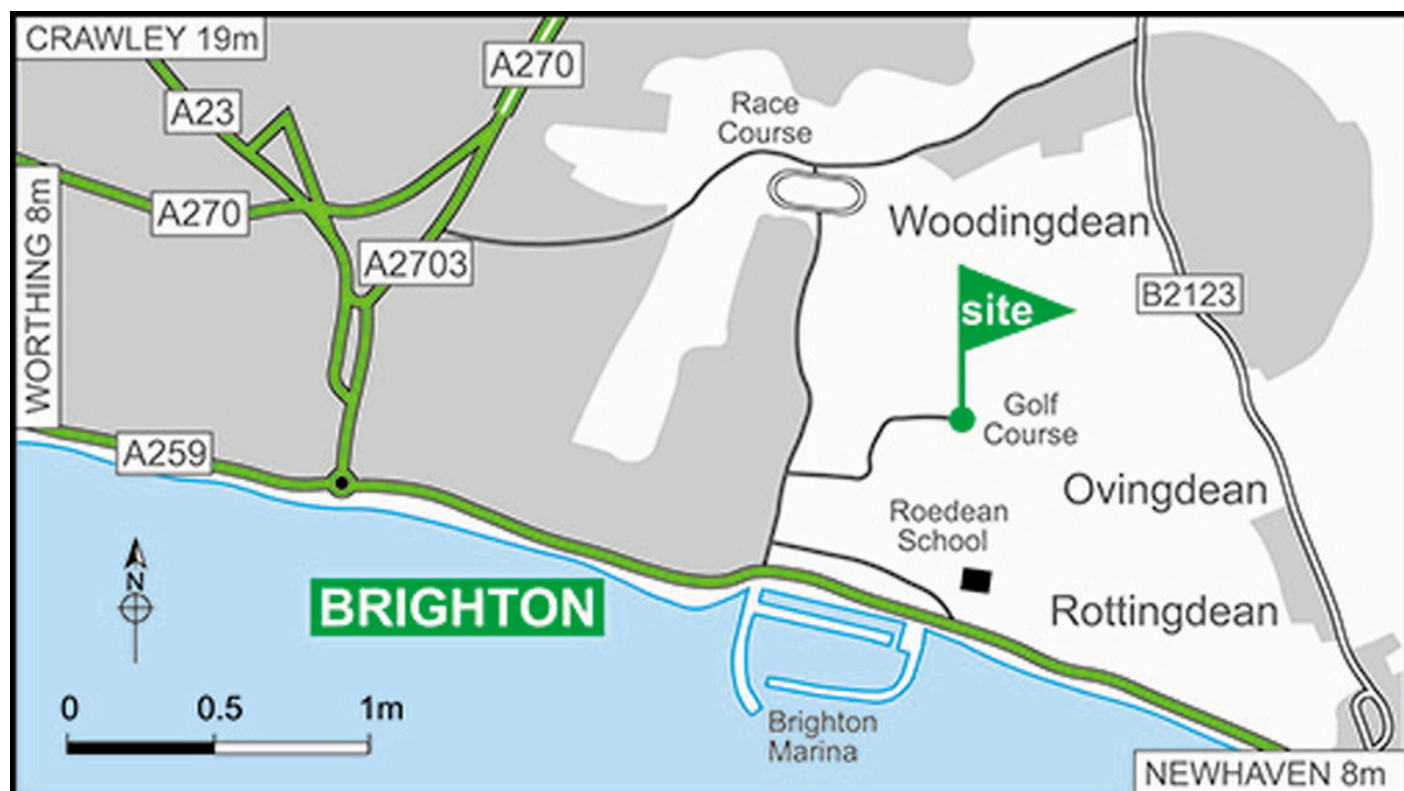 CRAWLEY 19m
A270
A23
Race
Course
A270
WORTHING 8m
Woodingdean
A2703
B2123
site
Golf
Course
A259
Ovingdean
Roedean
School
N
BRIGHTON
Rottingdean
0 0.5 1m
Brighton
Marina
NEWHAVEN 8m